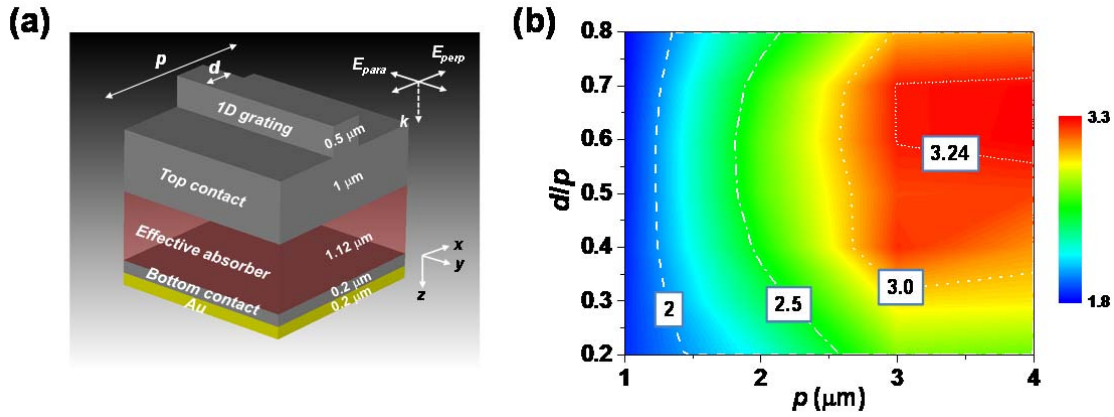 (a)
p
d
E_para
E_perp
k
1D grating
0.5 μm
Top contact
1 μm
Effective absorber
1.12 μm
Bottom contact
0.2 μm
Au
0.2 μm
x
y
z
(b)
0.8
0.7
0.6
0.5
0.4
0.3
0.2
d/p
2
2.5
3.0
3.24
1
2
3
4
p (μm)
3.3
1.8